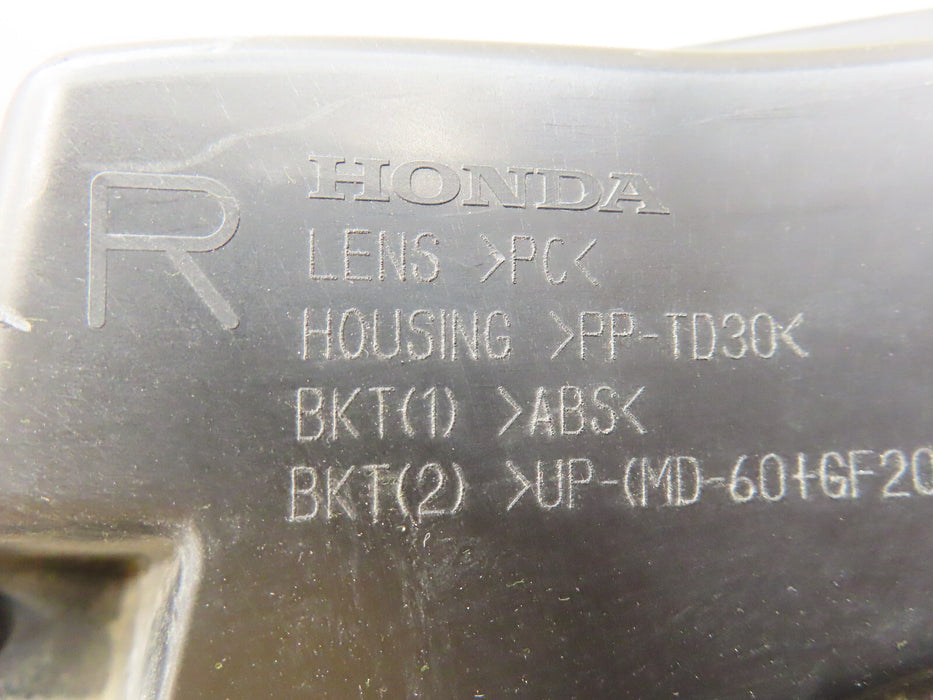 R
HONDA
LENS >PC<
HOUSING >PP-TD30<
BKT(1) >ABS<
BKT(2) >UP-(MD-60+GF20